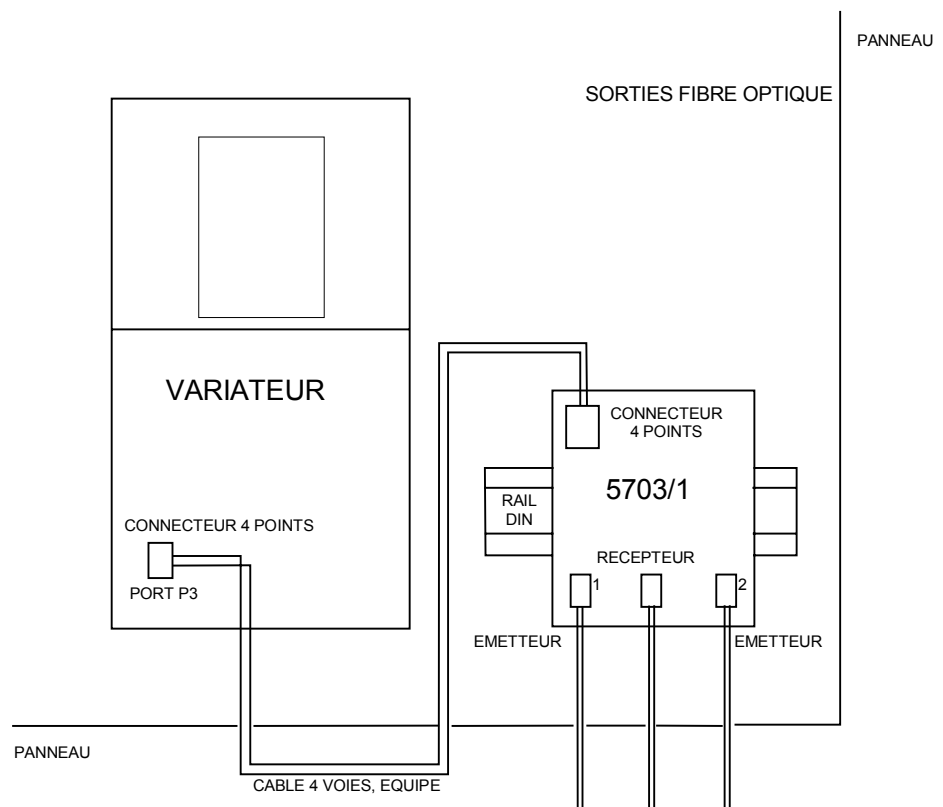 PANNEAU
SORTIES FIBRE OPTIQUE
VARIATEUR
CONNECTEUR
4 POINTS
5703/1
RAIL
DIN
CONNECTEUR 4 POINTS
RECEPTEUR
PORT P3
1
2
EMETTEUR
EMETTEUR
PANNEAU
CABLE 4 VOIES, EQUIPE